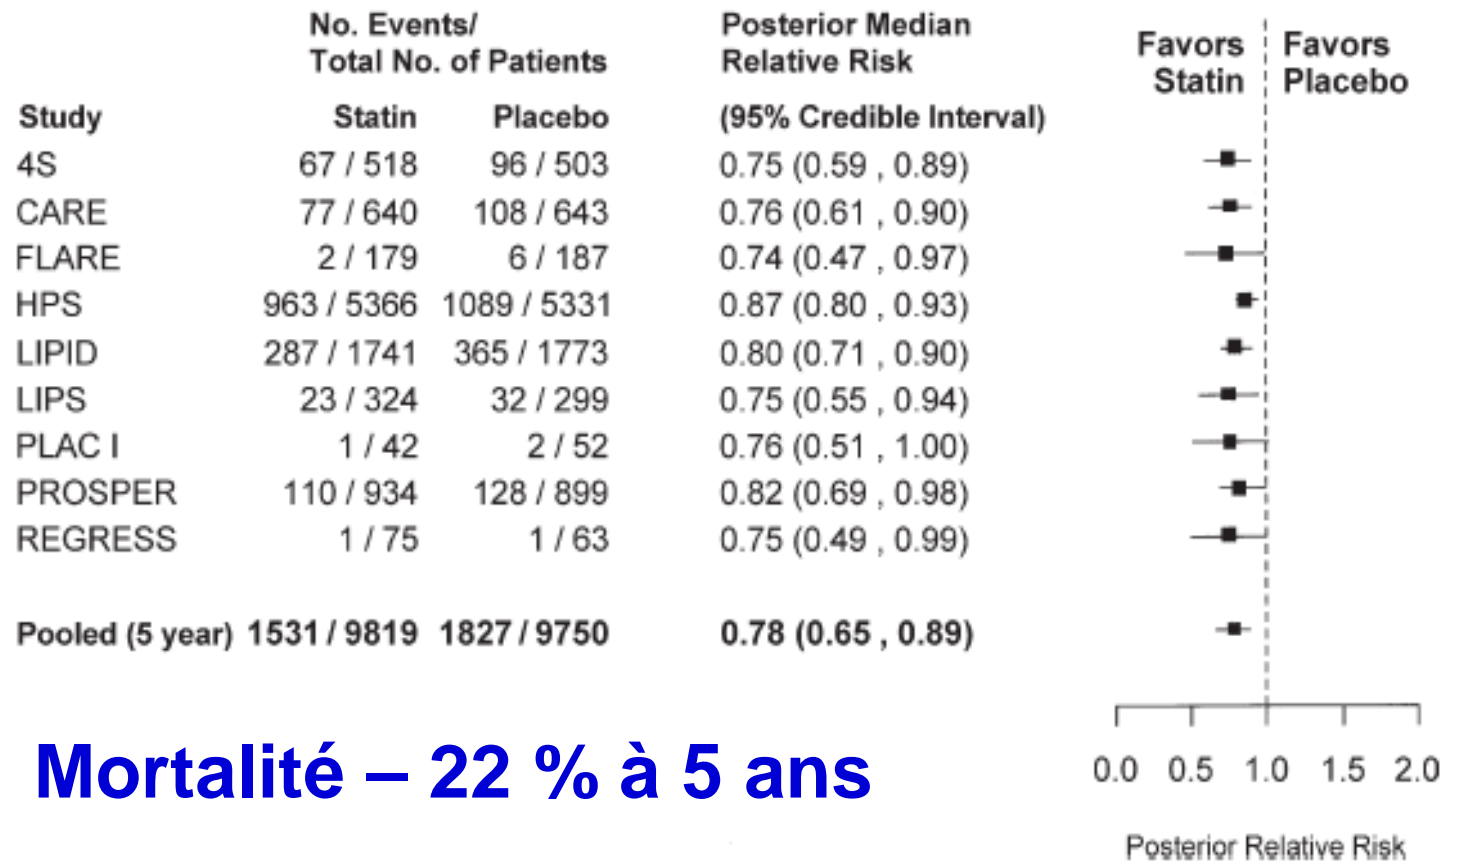 No. Events/ Posterior Median
Total No. of Patients Relative Risk
Favors Favors
Statin Placebo
Study Statin Placebo (95% Credible Interval)
4S 67 / 518 96 / 503 0.75 (0.59 , 0.89)
CARE 77 / 640 108 / 643 0.76 (0.61 , 0.90)
FLARE 2 / 179 6 / 187 0.74 (0.47 , 0.97)
HPS 963 / 5366 1089 / 5331 0.87 (0.80 , 0.93)
LIPID 287 / 1741 365 / 1773 0.80 (0.71 , 0.90)
LIPS 23 / 324 32 / 299 0.75 (0.55 , 0.94)
PLAC I 1 / 42 2 / 52 0.76 (0.51 , 1.00)
PROSPER 110 / 934 128 / 899 0.82 (0.69 , 0.98)
REGRESS 1 / 75 1 / 63 0.75 (0.49 , 0.99)
Pooled (5 year) 1531 / 9819 1827 / 9750 0.78 (0.65 , 0.89)
Mortalité – 22 % à 5 ans
0.0 0.5 1.0 1.5 2.0
Posterior Relative Risk